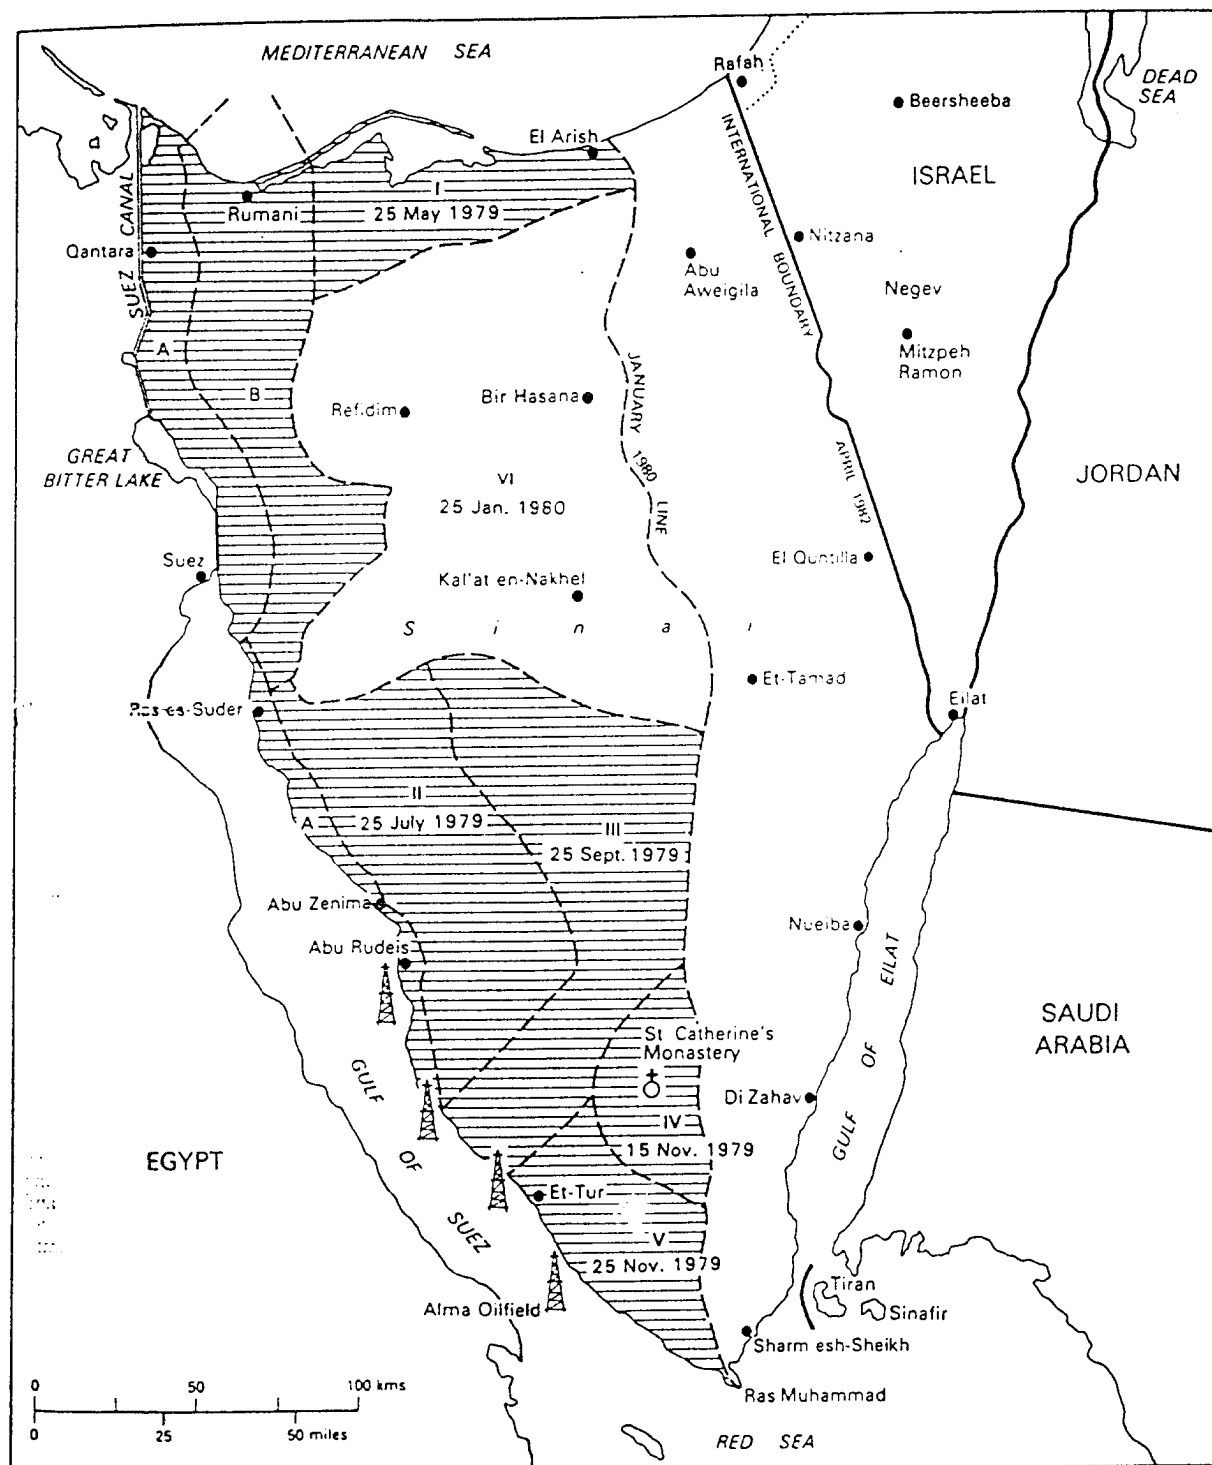 MEDITERRANEAN SEA
Rafah
DEAD
SEA
Beersheeba
El Arish
INTERNATIONAL BOUNDARY
ISRAEL
SUEZ CANAL
I
25 May 1979
Rumani
Qantara
Nitzana
Abu
Aweigila
Negev
A
Mitzpeh
Ramon
B
Refidim
Bir Hasana
JANUARY 1980 LINE
GREAT
BITTER LAKE
VI
25 Jan. 1980
APRIL 1982
JORDAN
Suez
El Quntilla
Kal'at en-Nakhel
Sinai
Et-Tamad
Ras es-Suder
Eilat
II
A
25 July 1979
III
25 Sept. 1979
Abu Zenima
Nueiba
Abu Rudeis
GULF OF EILAT
SAUDI
ARABIA
St Catherine's
Monastery
GULF OF SUEZ
Di Zahav
IV
15 Nov. 1979
EGYPT
Et-Tur
V
25 Nov. 1979
Tiran
Alma Oilfield
Sinafir
Sharm esh-Sheikh
0 50 100 kms
Ras Muhammad
0 25 50 miles
RED SEA